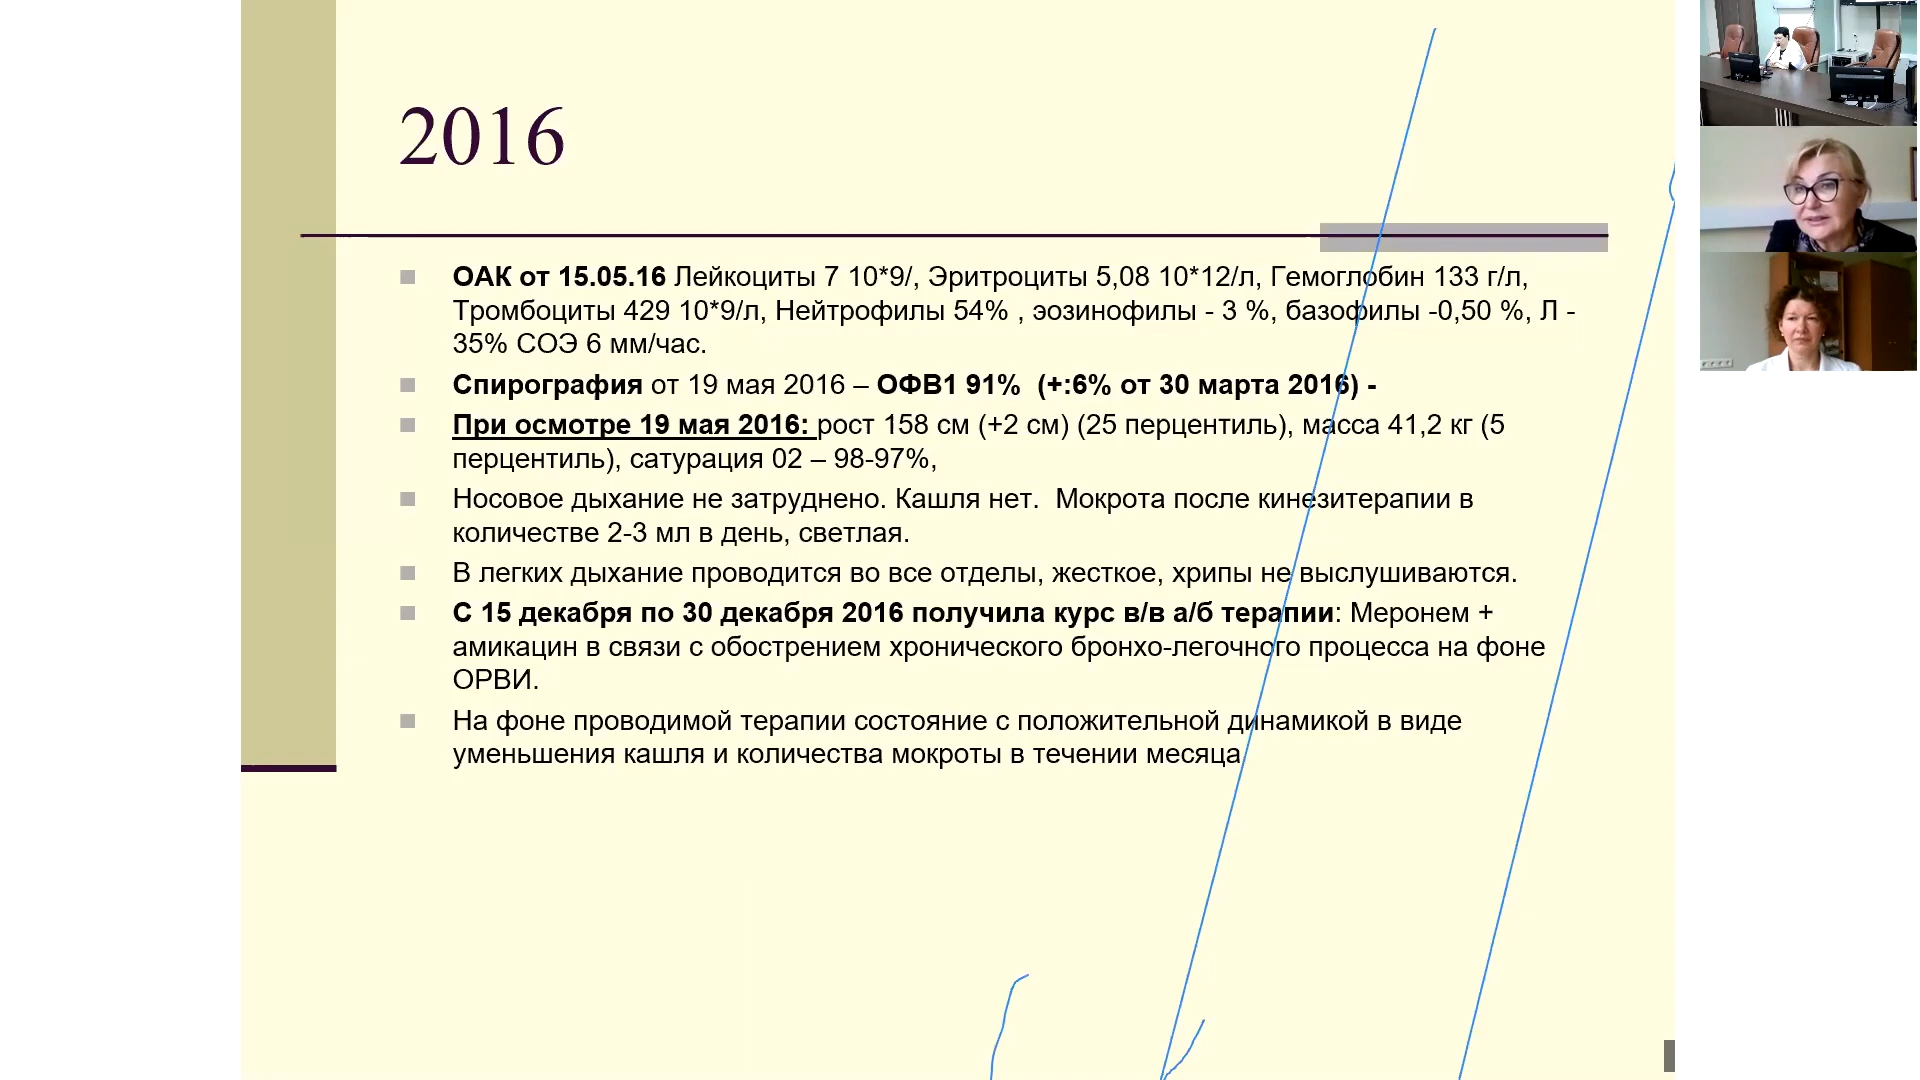 2016
ОАК от 15.05.16 Лейкоциты 7 10*9/, Эритроциты 5,08 10*12/л, Гемоглобин 133 г/л,
Тромбоциты 429 10*9/л, Нейтрофилы 54% , эозинофилы - 3 %, базофилы -0,50 %, Л -
35% СОЭ 6 мм/час.
Спирография от 19 мая 2016 – ОФВ1 91%  (+:6% от 30 марта 2016) -
При осмотре 19 мая 2016: рост 158 см (+2 см) (25 перцентиль), масса 41,2 кг (5
перцентиль), сатурация 02 – 98-97%,
Носовое дыхание не затруднено. Кашля нет.  Мокрота после кинезитерапии в
количестве 2-3 мл в день, светлая.
В легких дыхание проводится во все отделы, жесткое, хрипы не выслушиваются.
С 15 декабря по 30 декабря 2016 получила курс в/в а/б терапии: Меронем +
амикацин в связи с обострением хронического бронхо-легочного процесса на фоне
ОРВИ.
На фоне проводимой терапии состояние с положительной динамикой в виде
уменьшения кашля и количества мокроты в течении месяца